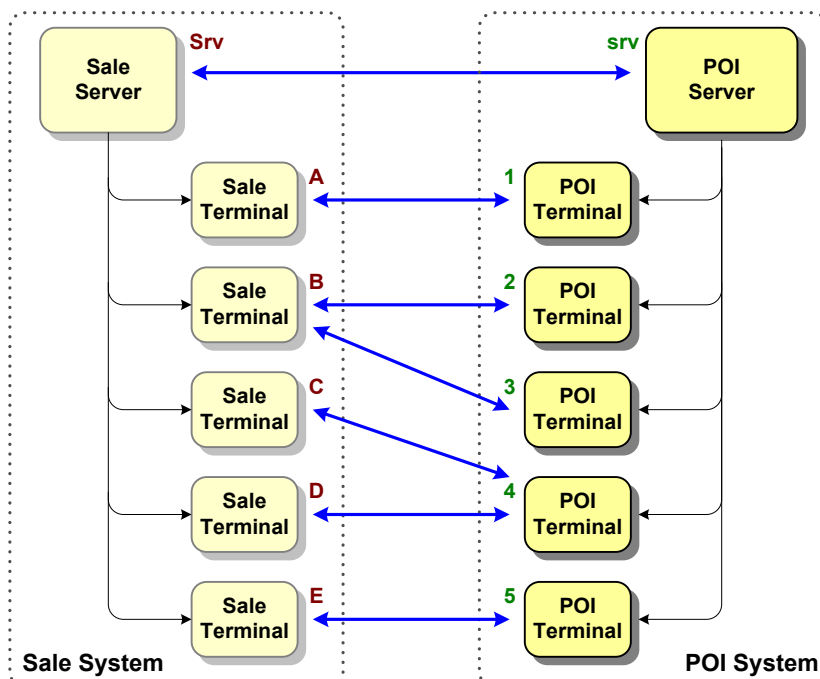 Srv
srv
Sale
Server
POI
Server
A
1
Sale
Terminal
POI
Terminal
B
2
Sale
Terminal
POI
Terminal
C
3
Sale
Terminal
POI
Terminal
D
4
Sale
Terminal
POI
Terminal
E
5
Sale
Terminal
POI
Terminal
Sale System
POI System